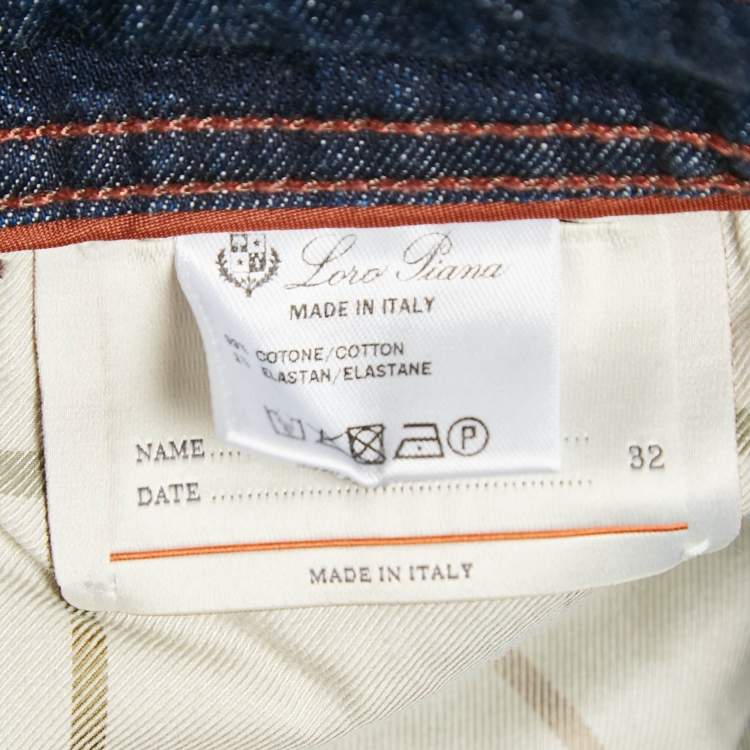 Loro Piana
MADE IN ITALY
COTONE/COTTON
ELASTAN/ELASTANE
P
NAME
32
DATE
MADE IN ITALY